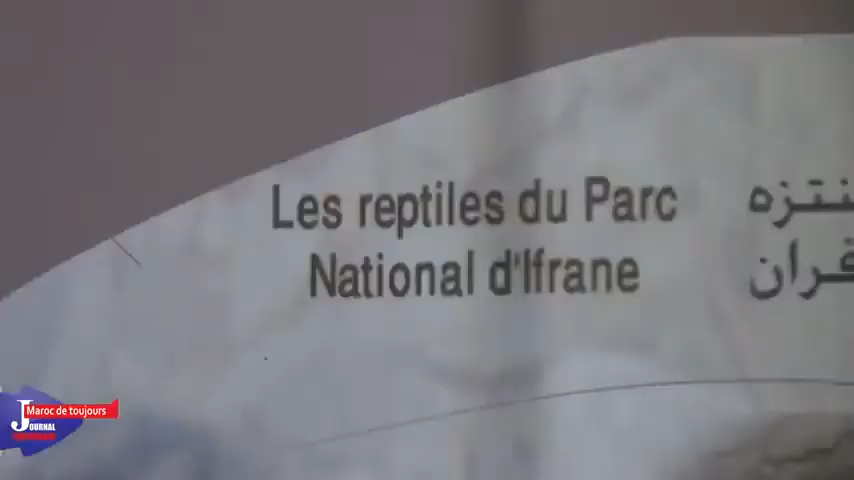 Les reptiles du Parc
National d'Ifrane
Maroc de toujours
JOURNAL